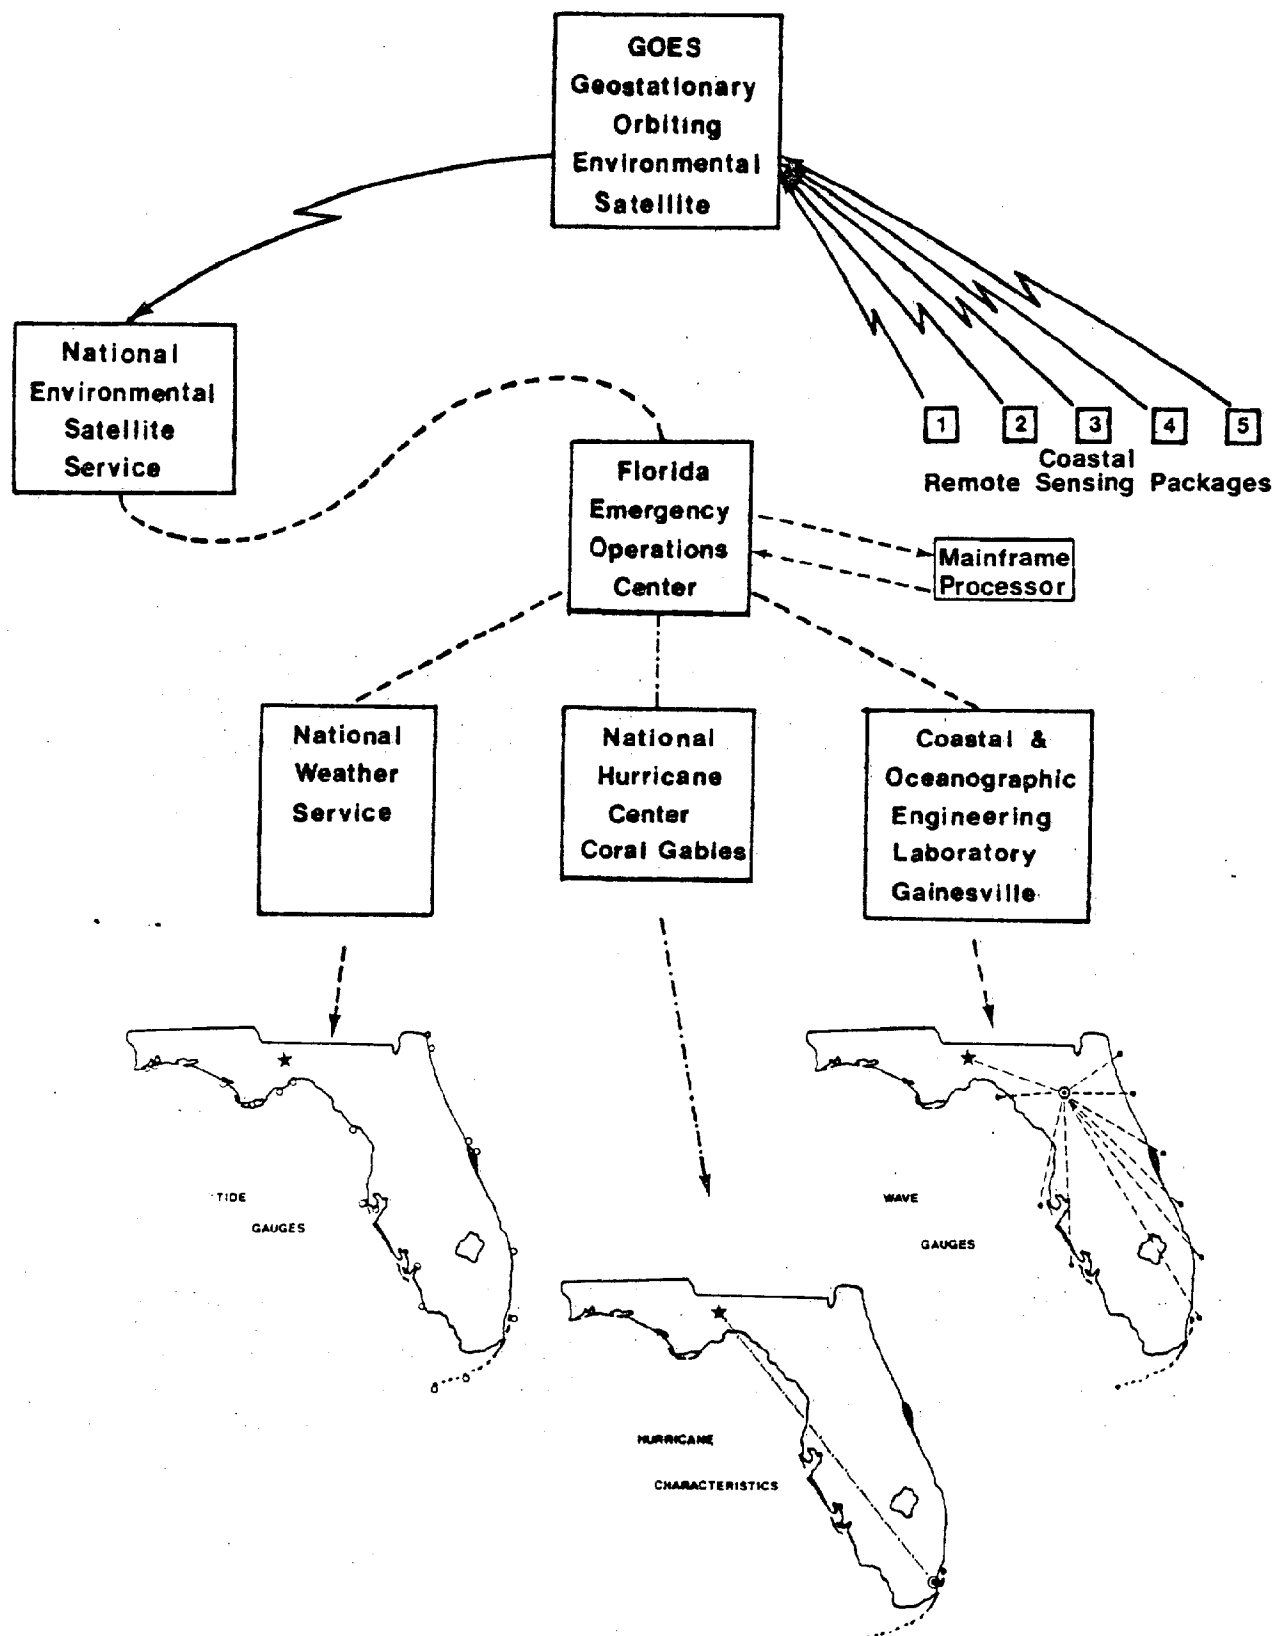 GOES
Geostationary
Orbiting
Environmental
Satellite
National
Environmental
Satellite
Service
1 2 3 4 5
Coastal
Remote Sensing Packages
Florida
Emergency
Operations
Center
Mainframe
Processor
National
Weather
Service
National
Hurricane
Center
Coral Gables
Coastal &
Oceanographic
Engineering
Laboratory
Gainesville
TIDE
GAUGES
WAVE
GAUGES
HURRICANE
CHARACTERISTICS